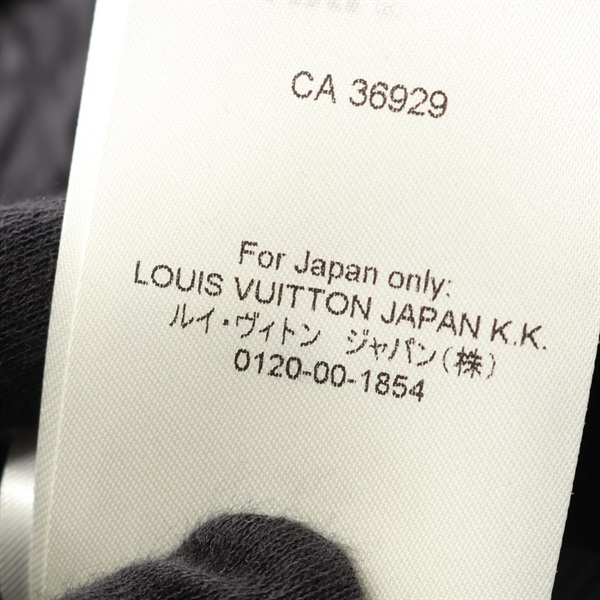 CA 36929
For Japan only:
LOUIS VUITTON JAPAN K.K.
ルイ・ヴィトン ジャパン(株)
0120-00-1854